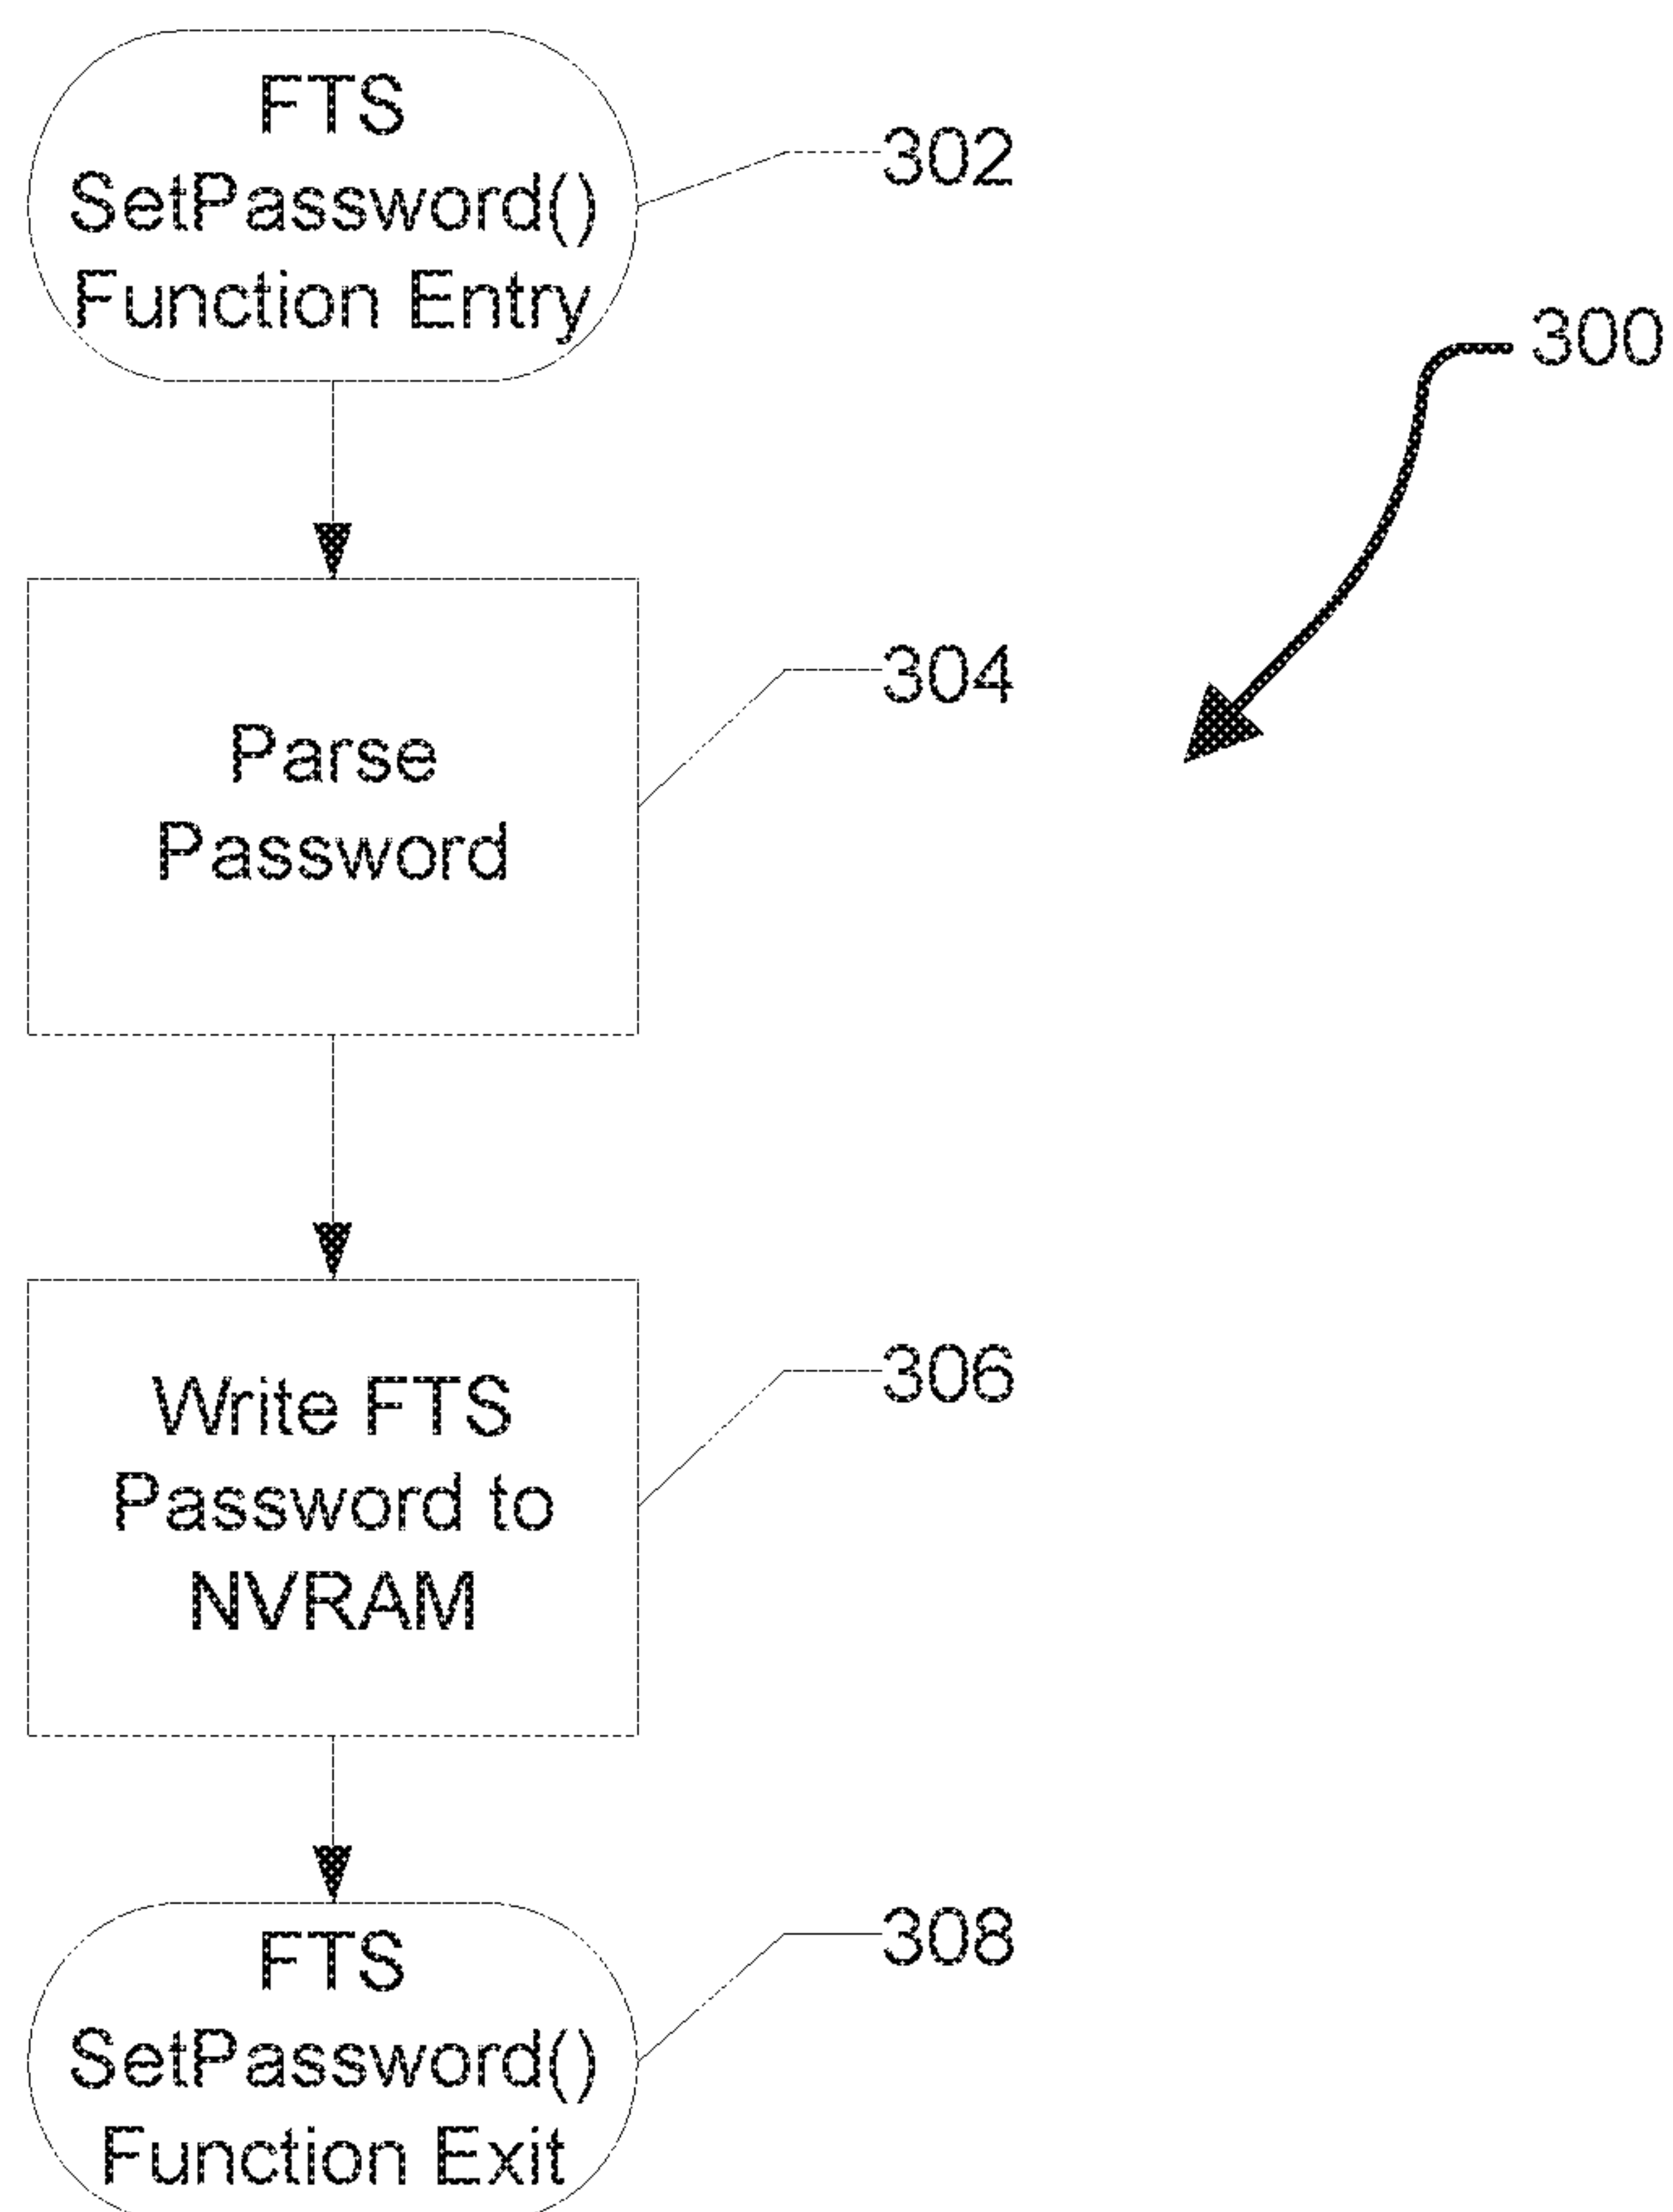 FTS
SetPassword()
Function Entry
302
300
Parse
Password
304
Write FTS
Password to
NVRAM
306
FTS
SetPassword()
Function Exit
308